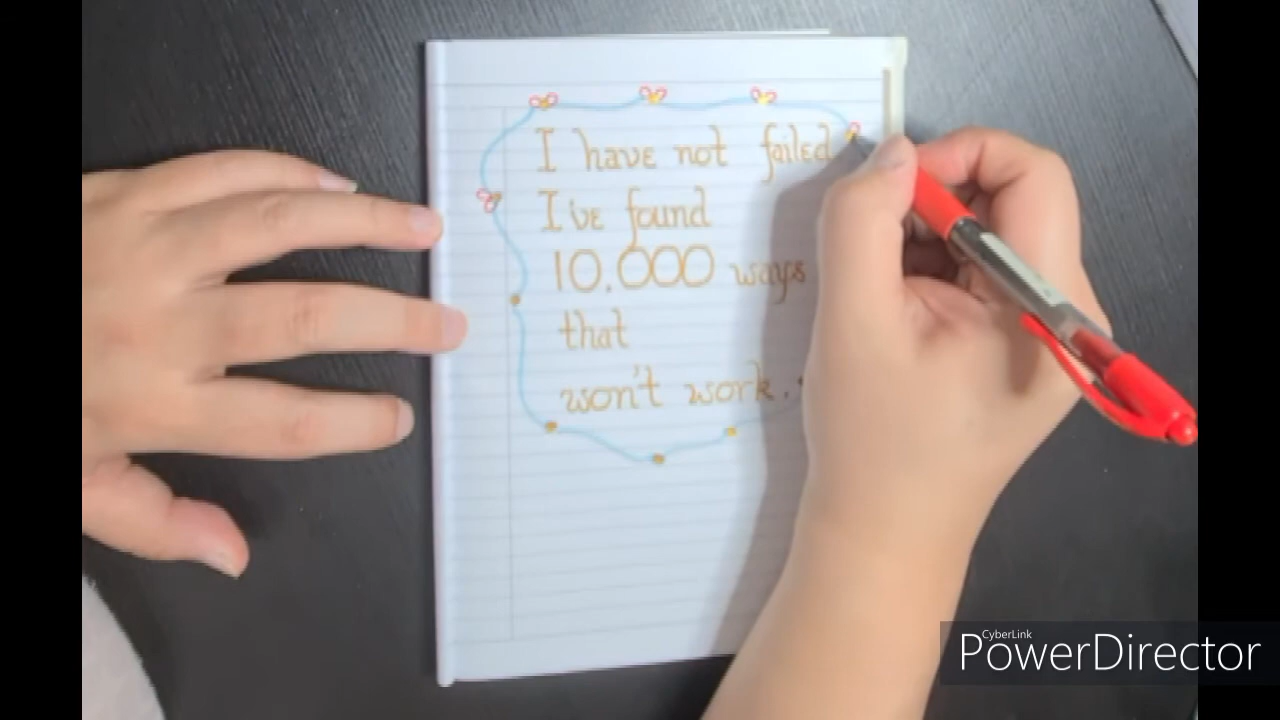 I have not failed
I've found
10.000 ways
that
won't work.
CyberLink
PowerDirector